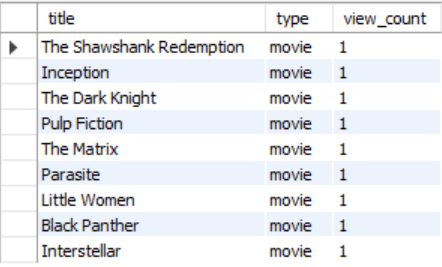 title type view_count
The Shawshank Redemption movie 1
Inception movie 1
The Dark Knight movie 1
Pulp Fiction movie 1
The Matrix movie 1
Parasite movie 1
Little Women movie 1
Black Panther movie 1
Interstellar movie 1